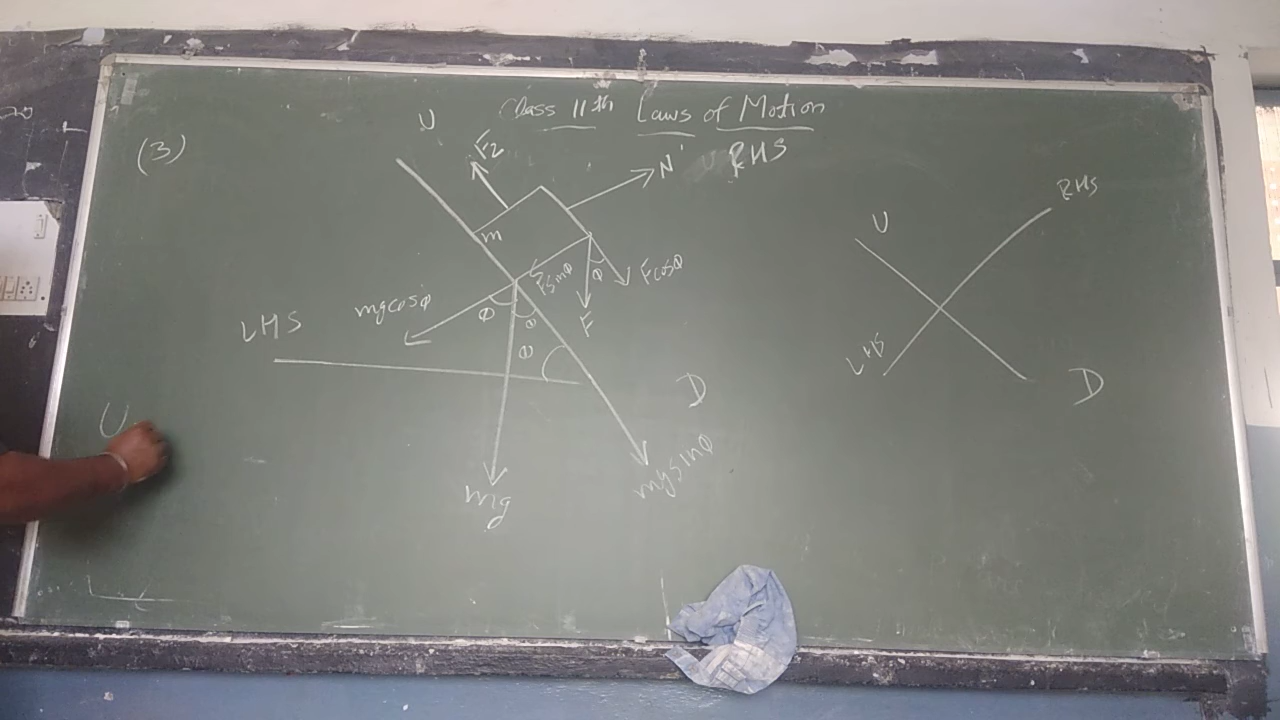 Class 11th Laws of Motion
(3)
U
F2
N'
RHS
m
Fsinθ
θ
Fcosθ
F
mgcosθ
θ
θ
θ
LHS
D
mg
mgsinθ
U
RHS
LHS
D
U